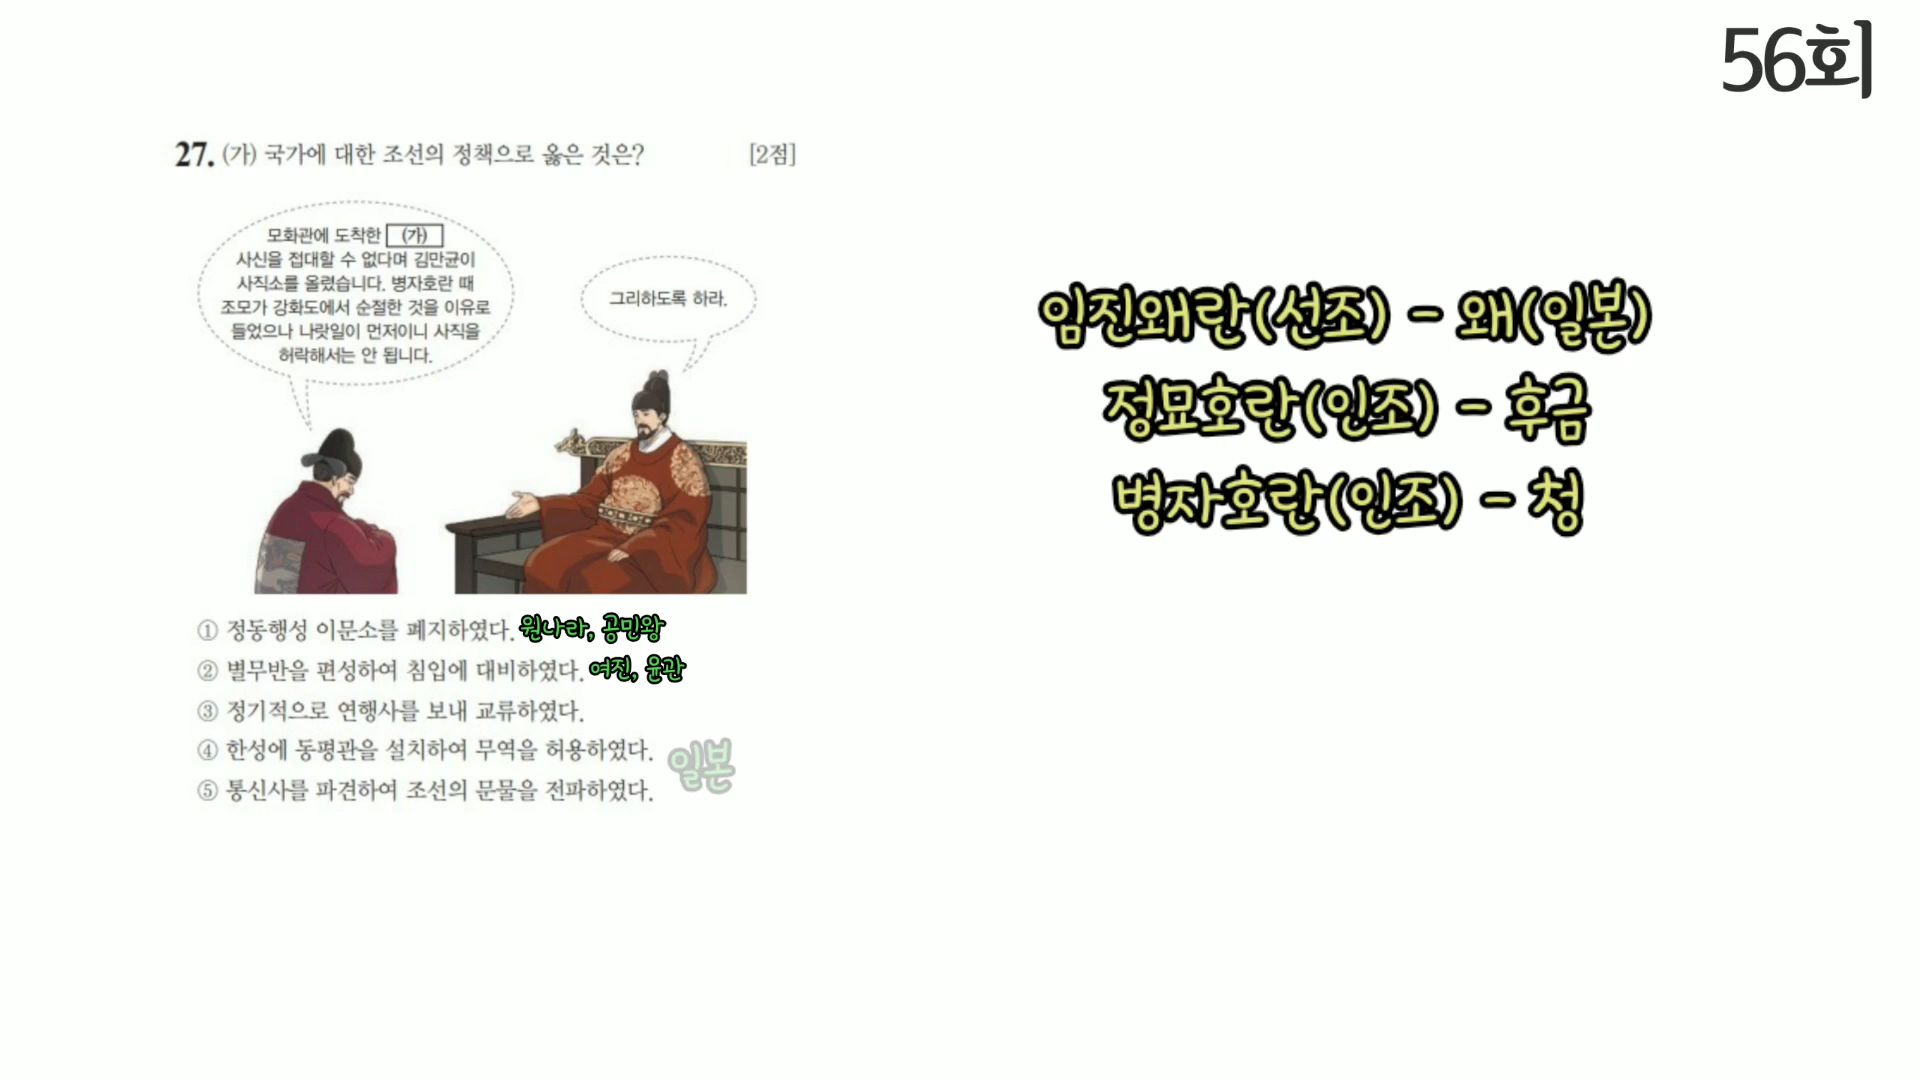 56회
27. (가) 국가에 대한 조선의 정책으로 옳은 것은? [2점]
모화관에 도착한 (가)
사신을 접대할 수 없다며 김만균이
사직소를 올렸습니다. 병자호란 때
조모가 강화도에서 순절한 것을 이유로
들었으나 나랏일이 먼저이니 사직을
허락해서는 안 됩니다.
그리하도록 하라.
① 정동행성 이문소를 폐지하였다. 원나라, 공민왕
② 별무반을 편성하여 침입에 대비하였다. 여진, 윤관
③ 정기적으로 연행사를 보내 교류하였다.
④ 한성에 동평관을 설치하여 무역을 허용하였다.
일본
⑤ 통신사를 파견하여 조선의 문물을 전파하였다.
임진왜란(선조) - 왜(일본)
정묘호란(인조) - 후금
병자호란(인조) - 청